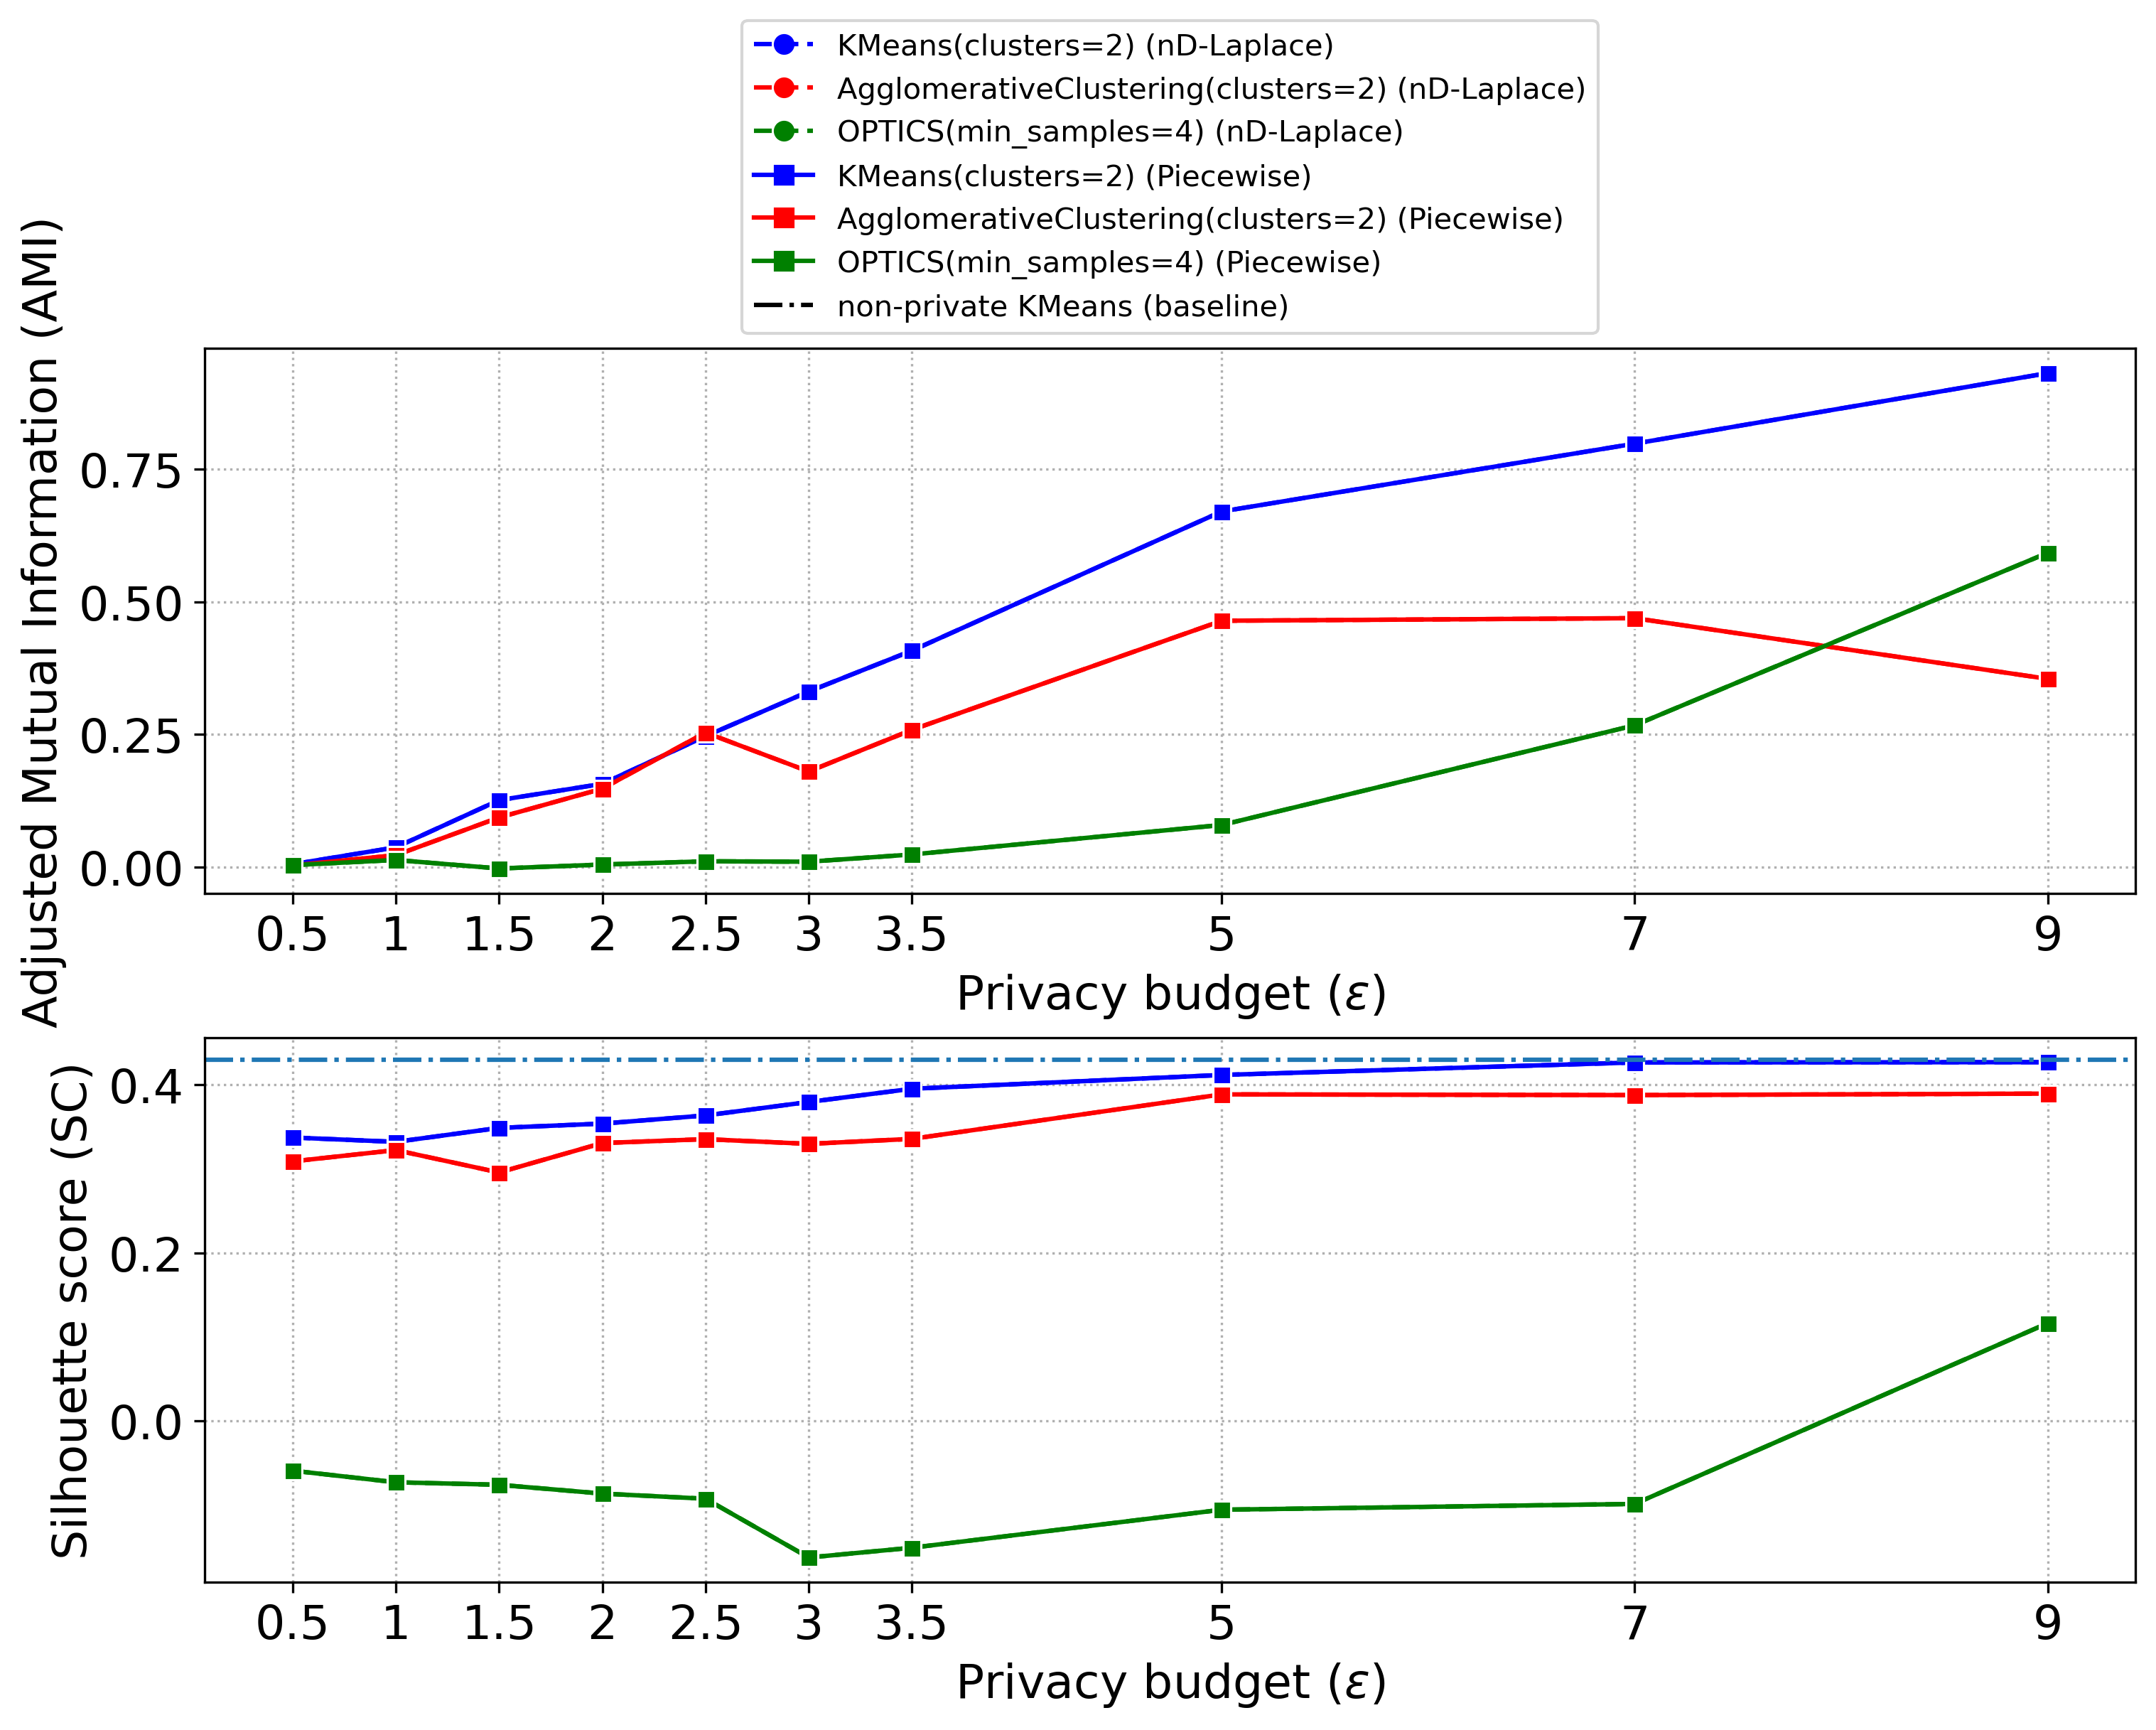 KMeans(clusters=2) (nD-Laplace)
AgglomerativeClustering(clusters=2) (nD-Laplace)
OPTICS(min_samples=4) (nD-Laplace)
KMeans(clusters=2) (Piecewise)
AgglomerativeClustering(clusters=2) (Piecewise)
OPTICS(min_samples=4) (Piecewise)
non-private KMeans (baseline)
Adjusted Mutual Information (AMI)
0.75
0.50
0.25
0.00
0.5 1 1.5 2 2.5 3 3.5 5 7 9
Privacy budget (ε)
Silhouette score (SC)
0.4
0.2
0.0
0.5 1 1.5 2 2.5 3 3.5 5 7 9
Privacy budget (ε)